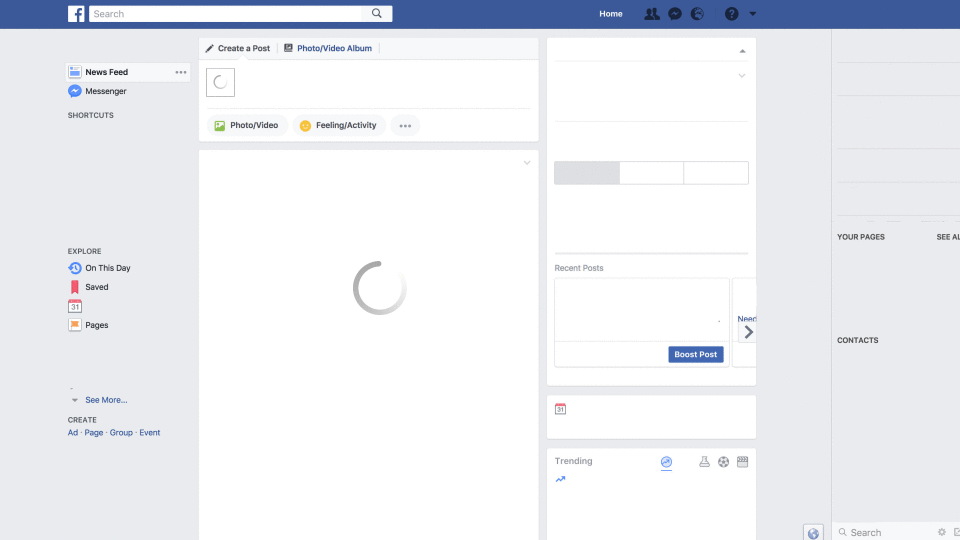 f
Search
Home
?
Create a Post
Photo/Video Album
News Feed
Messenger
SHORTCUTS
Photo/Video
Feeling/Activity
EXPLORE
On This Day
Saved
31
Pages
See More...
CREATE
Ad · Page · Group · Event
Recent Posts
Need
Boost Post
31
Trending
YOUR PAGES
SEE AL
CONTACTS
Search